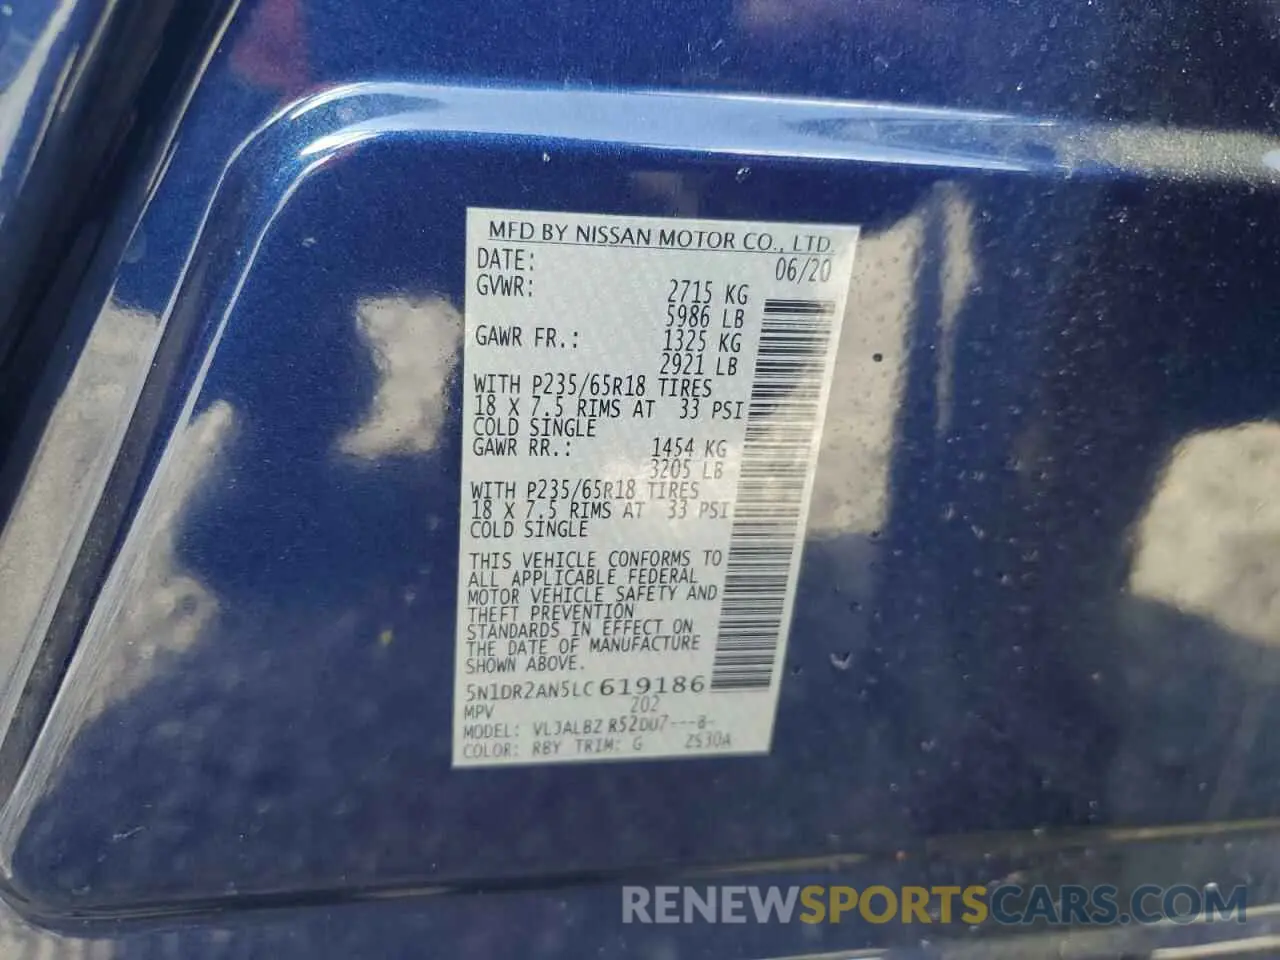 MFD BY NISSAN MOTOR CO., LTD.
DATE: 06/20
GVWR: 2715 KG
5986 LB
GAWR FR.: 1325 KG
2921 LB
WITH P235/65R18 TIRES
18 X 7.5 RIMS AT 33 PSI
COLD SINGLE
GAWR RR.: 1454 KG
3205 LB
WITH P235/65R18 TIRES
18 X 7.5 RIMS AT 33 PSI
COLD SINGLE
THIS VEHICLE CONFORMS TO
ALL APPLICABLE FEDERAL
MOTOR VEHICLE SAFETY AND
THEFT PREVENTION
STANDARDS IN EFFECT ON
THE DATE OF MANUFACTURE
SHOWN ABOVE.
5N1DR2AN5LC619186
MPV 202
MODEL: VLJALBZ R52DU7---8-
COLOR: RBY TRIM: G ZS30A
RENEWSPORTSCARS.COM